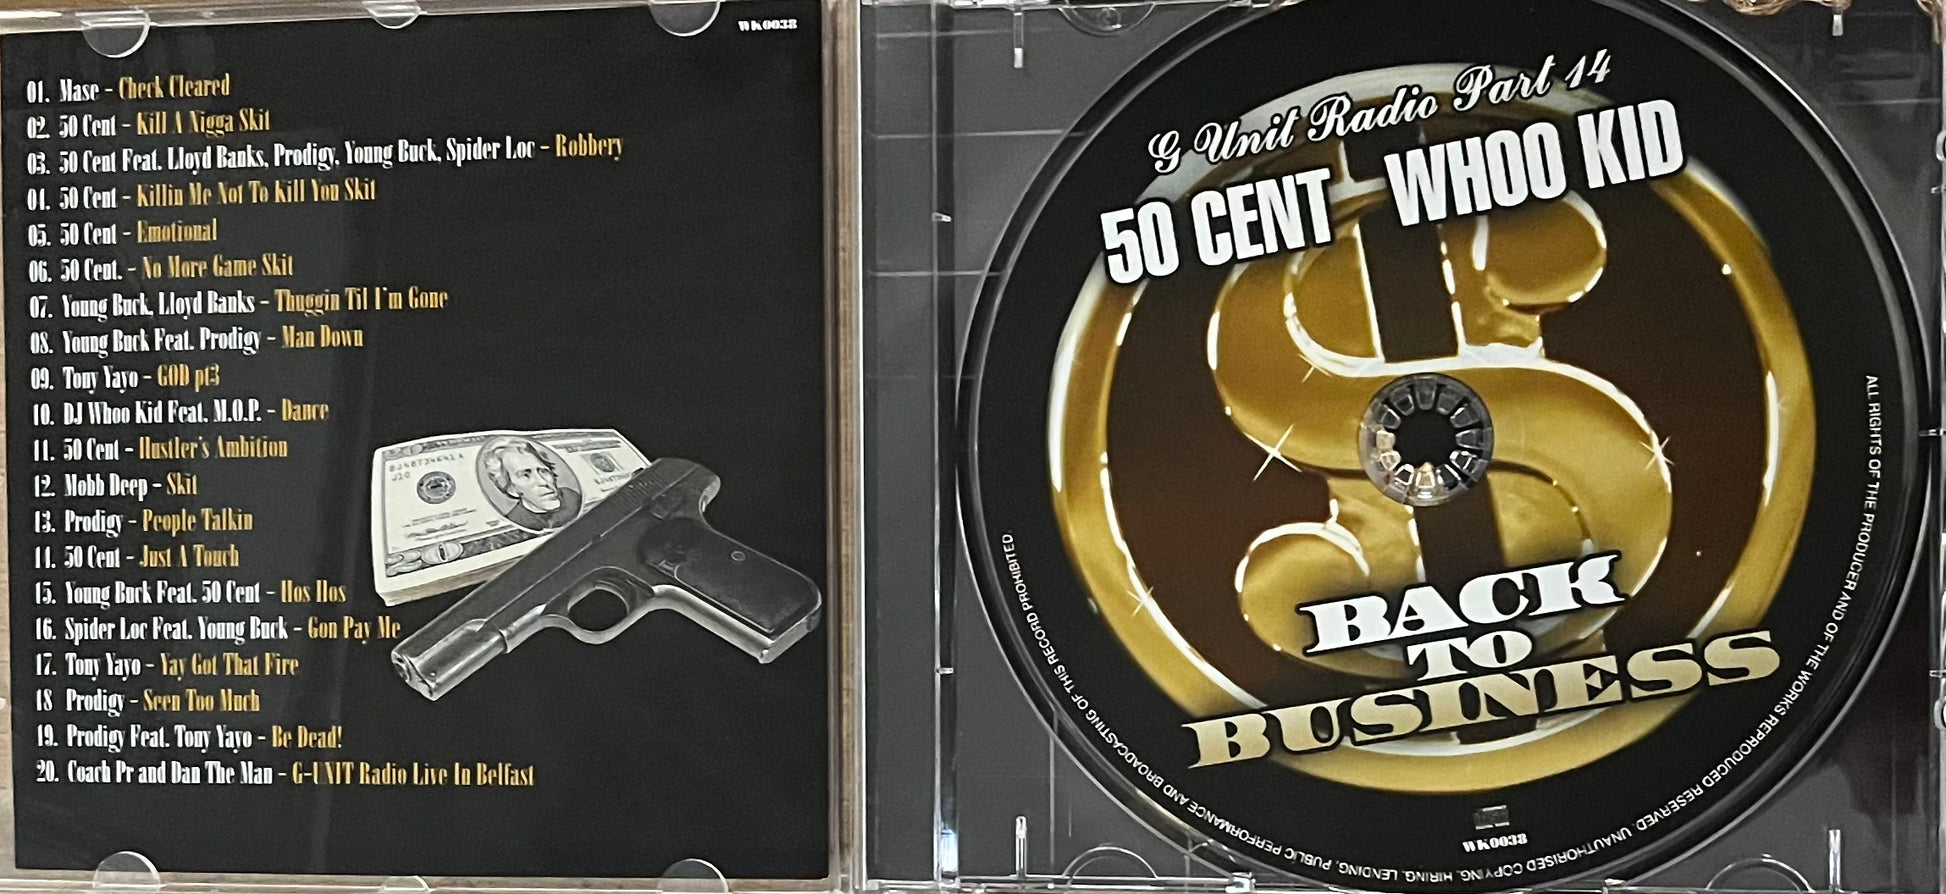 WK0038
01. Mase - Check Cleared
02. 50 Cent - Kill A Nigga Skit
03. 50 Cent Feat. Lloyd Banks, Prodigy, Young Buck, Spider Loc - Robbery
04. 50 Cent - Killin Me Not To Kill You Skit
05. 50 Cent - Emotional
06. 50 Cent. - No More Game Skit
07. Young Buck, Lloyd Banks - Thuggin Til I'm Gone
08. Young Buck Feat. Prodigy - Man Down
09. Tony Yayo - GOD pt3
10. DJ Whoo Kid Feat. M.O.P. - Dance
11. 50 Cent - Hustler's Ambition
12. Mobb Deep - Skit
13. Prodigy - People Talkin
14. 50 Cent - Just A Touch
15. Young Buck Feat. 50 Cent - Hos Hos
16. Spider Loc Feat. Young Buck - Gon Pay Me
17. Tony Yayo - Yay Got That Fire
18 Prodigy - Seen Too Much
19. Prodigy Feat. Tony Yayo - Be Dead!
20. Coach Pr and Dan The Man - G-UNIT Radio Live In Belfast
BJ48734641A
J10
G Unit Radio Part 14
50 CENT WHOO KID
BACK
TO
BUSINESS
WK0038
ALL RIGHTS OF THE PRODUCER AND OF THE WORKS REPRODUCED RESERVED. UNAUTHORISED COPYING, HIRING, LENDING, PUBLIC PERFORMANCE AND BROADCASTING OF THIS RECORD PROHIBITED.